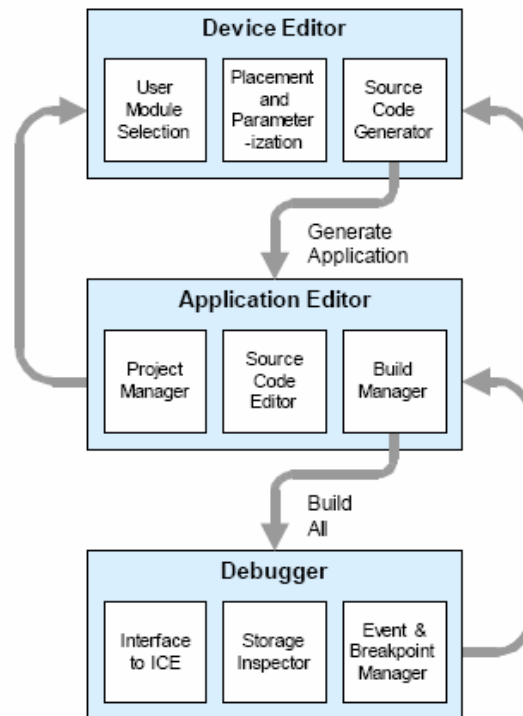 Device Editor
User
Module
Selection
Placement
and
Parameter
-ization
Source
Code
Generator
Generate
Application
Application Editor
Project
Manager
Source
Code
Editor
Build
Manager
Build
All
Debugger
Interface
to ICE
Storage
Inspector
Event &
Breakpoint
Manager